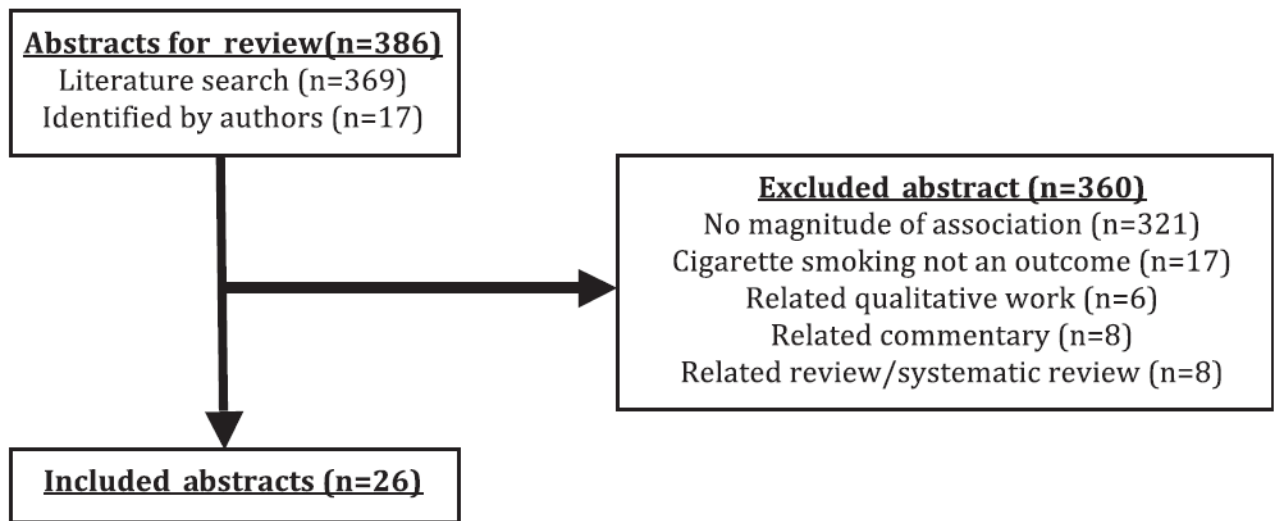 Abstracts for review(n=386)
Literature search (n=369)
Identified by authors (n=17)
Excluded abstract (n=360)
No magnitude of association (n=321)
Cigarette smoking not an outcome (n=17)
Related qualitative work (n=6)
Related commentary (n=8)
Related review/systematic review (n=8)
Included abstracts (n=26)